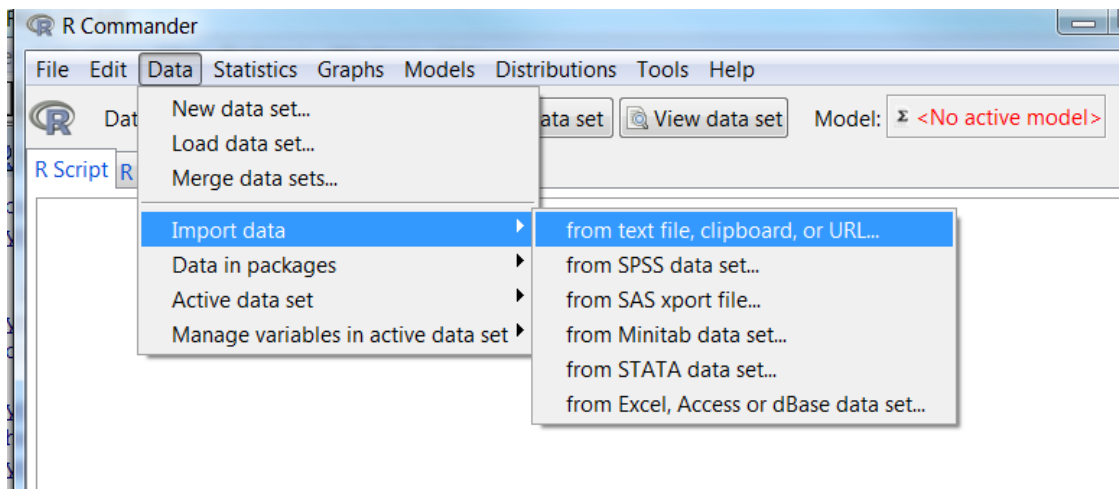 R Commander
File Edit Data Statistics Graphs Models Distributions Tools Help
R Dat ata set View data set Model: Σ <No active model>
R Script R
New data set...
Load data set...
Merge data sets...
Import data
Data in packages
Active data set
Manage variables in active data set
from text file, clipboard, or URL...
from SPSS data set...
from SAS xport file...
from Minitab data set...
from STATA data set...
from Excel, Access or dBase data set...